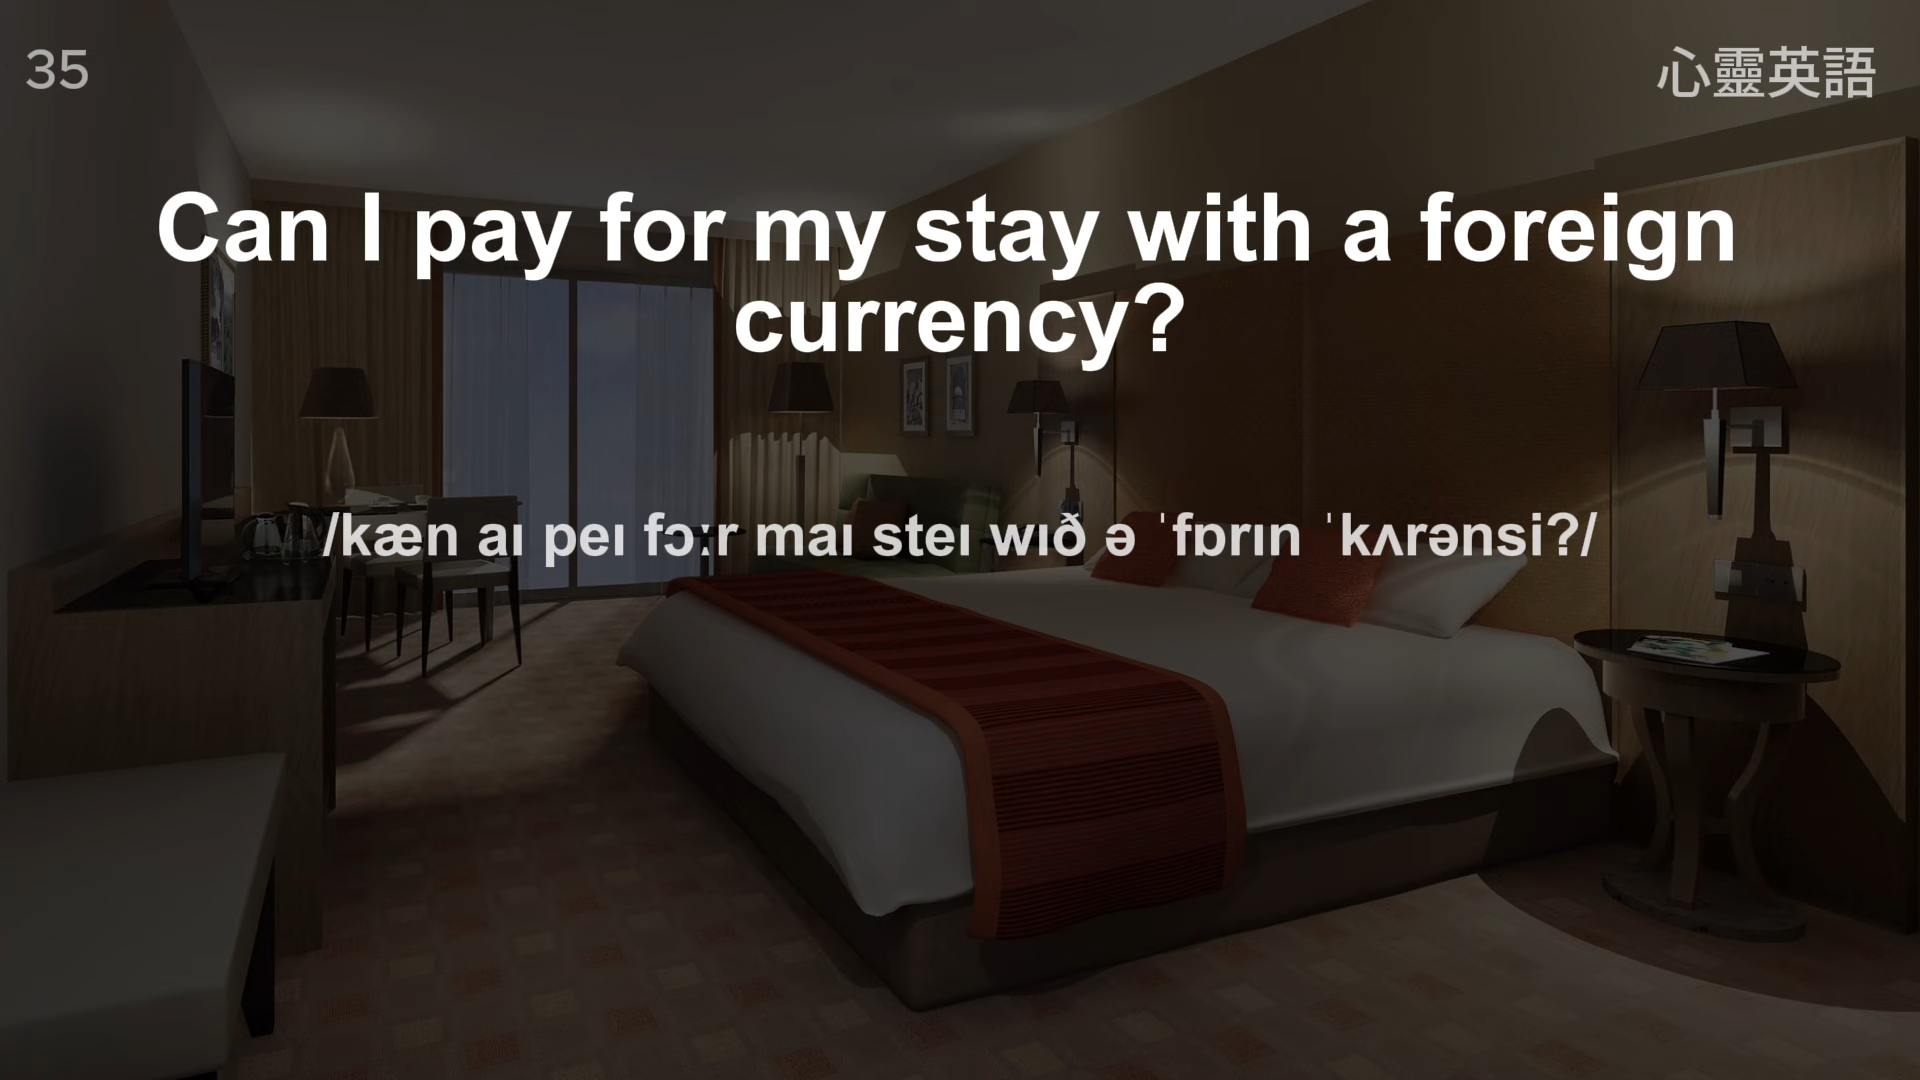 35
心靈英語
Can I pay for my stay with a foreign
currency?
/kæn aɪ peɪ fɔːr maɪ steɪ wɪð ə ˈfɒrɪn ˈkʌrənsi?/